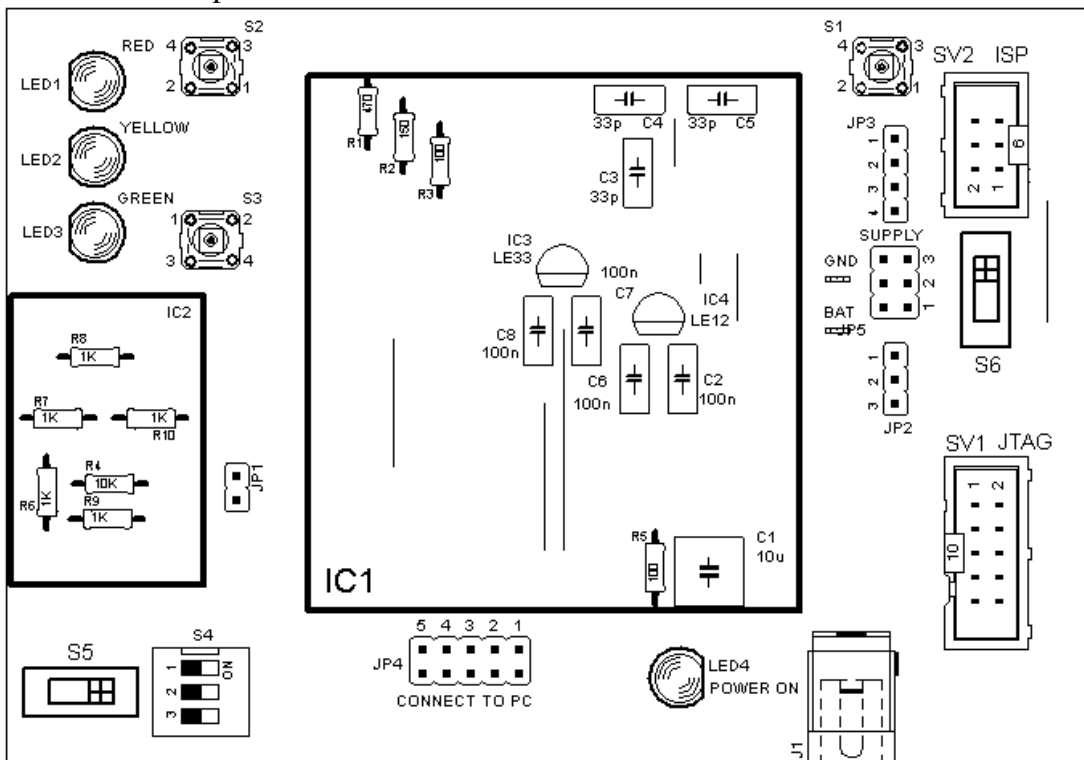 RED
S2
4 3
2 1
LED1
YELLOW
LED2
GREEN
S3
1 2
3 4
LED3
S1
4 3
2 1
SV2 ISP
6
2 1
JP3
1
2
3
4
SUPPLY
GND
3
2
1
BAT
JP5
S6
1
2
3
JP2
SV1 JTAG
1 2
10
470
R1
150
R2
100
R3
33p C4
33p C5
C3
33p
IC3
LE33
100n
C7
IC4
LE12
C8
100n
C6
100n
C2
100n
IC2
R8
1K
R7
1K
1K
R10
R4
10K
R6
1K
R9
1K
JP1
R5
100
C1
10u
IC1
S5
S4
1
2
3
ON
5 4 3 2 1
JP4
CONNECT TO PC
LED4
POWER ON
J1